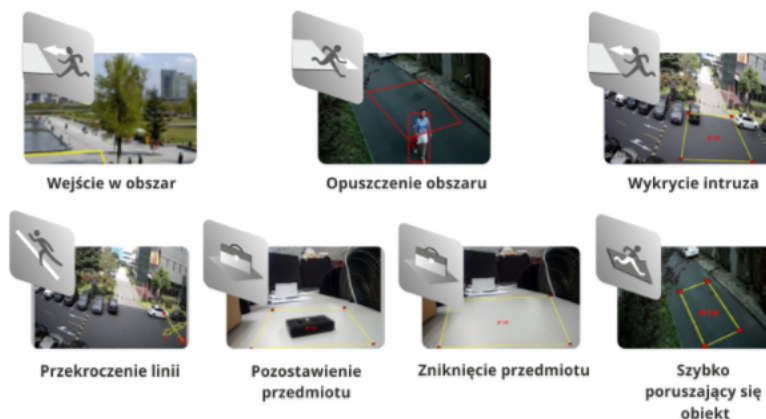 Wejście w obszar
Opuszczenie obszaru
Wykrycie intruza
Przekroczenie linii
Pozostawienie
przedmiotu
Zniknięcie przedmiotu
Szybko
poruszający się
obiekt